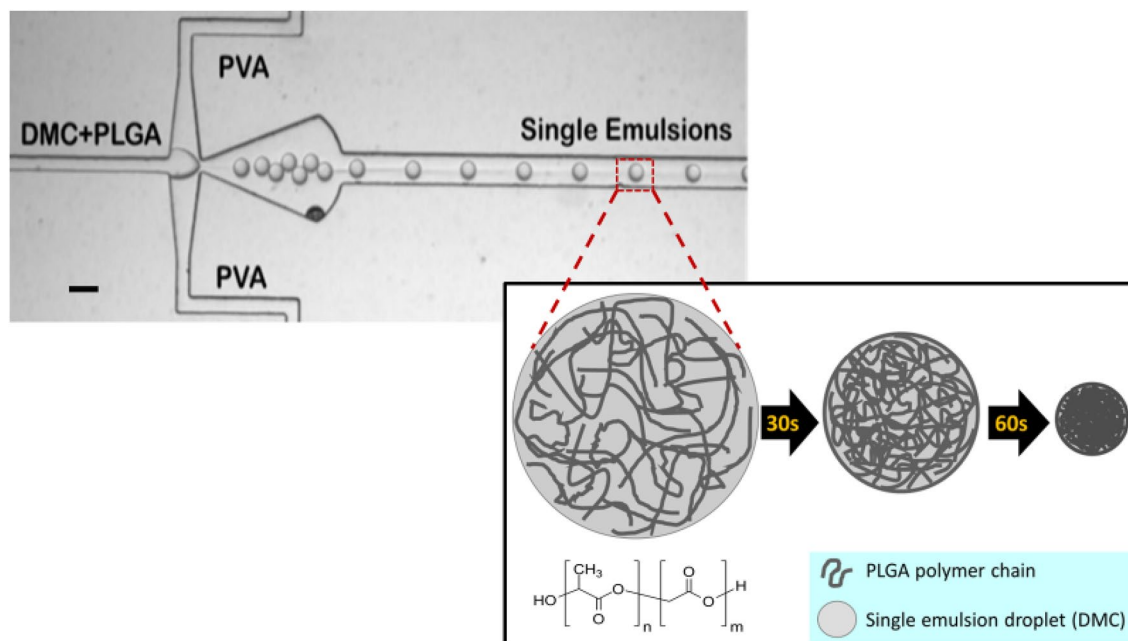 PVA
DMC+PLGA
Single Emulsions
PVA
30s
60s
CH₃
O
HO
O
n
O
O
H
m
PLGA polymer chain
Single emulsion droplet (DMC)